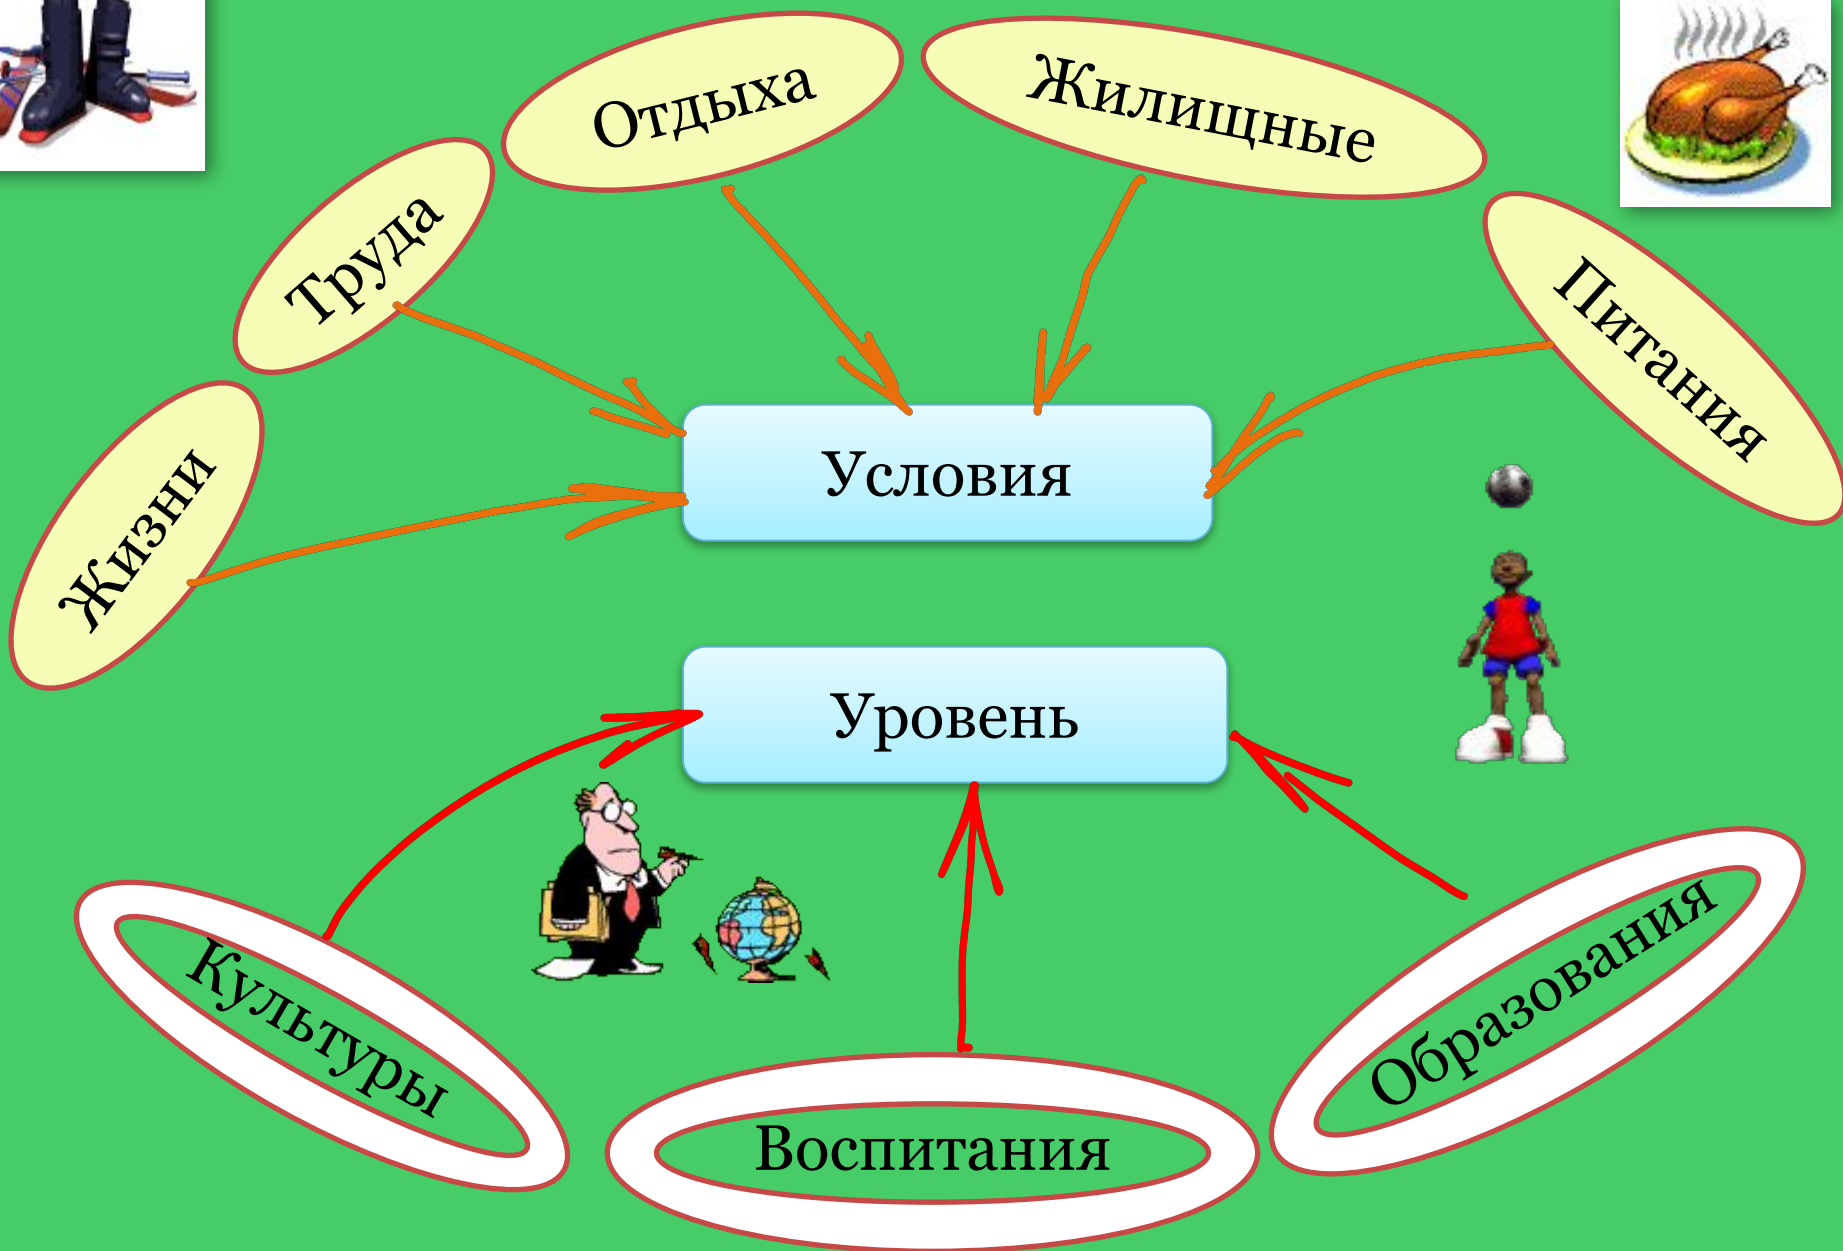 Отдыха
Жилищные
Труда
Питания
Жизни
Условия
Уровень
Культуры
Воспитания
Образования